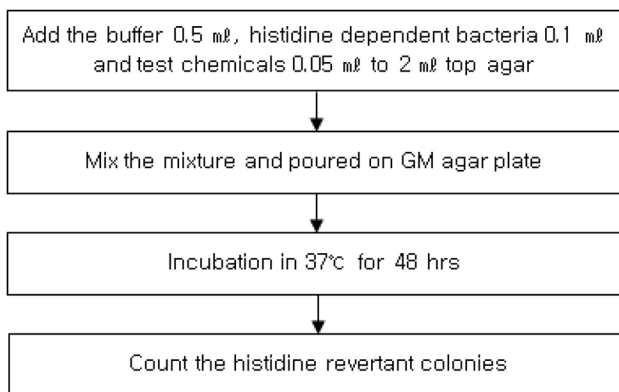 Add the buffer 0.5 ㎖, histidine dependent bacteria 0.1 ㎖
and test chemicals 0.05 ㎖ to 2 ㎖ top agar
Mix the mixture and poured on GM agar plate
Incubation in 37℃ for 48 hrs
Count the histidine revertant colonies